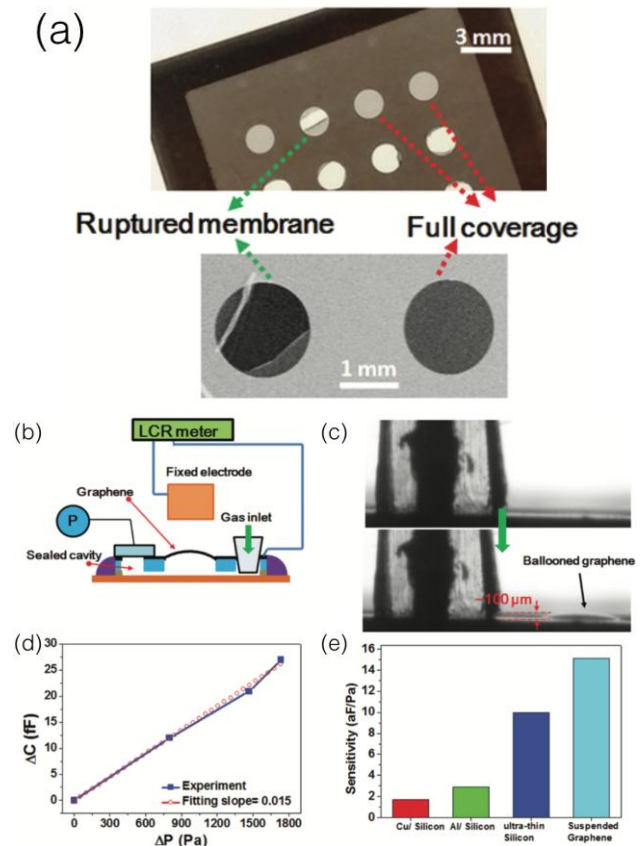 (a)
3 mm
Ruptured membrane
Full coverage
1 mm
(b)
LCR meter
Graphene
Fixed electrode
Gas inlet
P
Sealed cavity
(c)
Ballooned graphene
~100 μm
(d)
ΔC (fF)
30
25
20
15
10
5
0
Experiment
Fitting slope= 0.015
0 300 600 900 1200 1500 1800
ΔP (Pa)
(e)
Sensitivity (aF/Pa)
16
14
12
10
8
6
4
2
0
Cu/ Silicon
Al/ Silicon
ultra-thin
Silicon
Suspended
Graphene